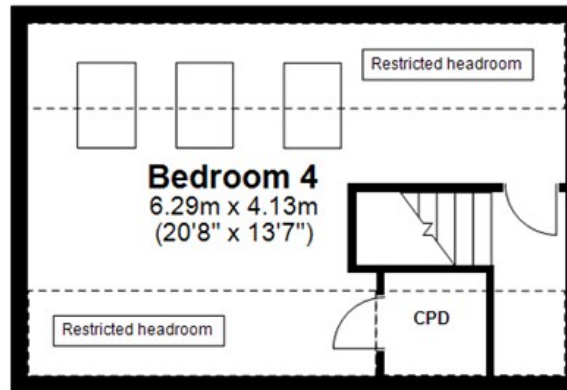 Restricted headroom
Bedroom 4
6.29m x 4.13m
(20'8" x 13'7")
CPD
Restricted headroom